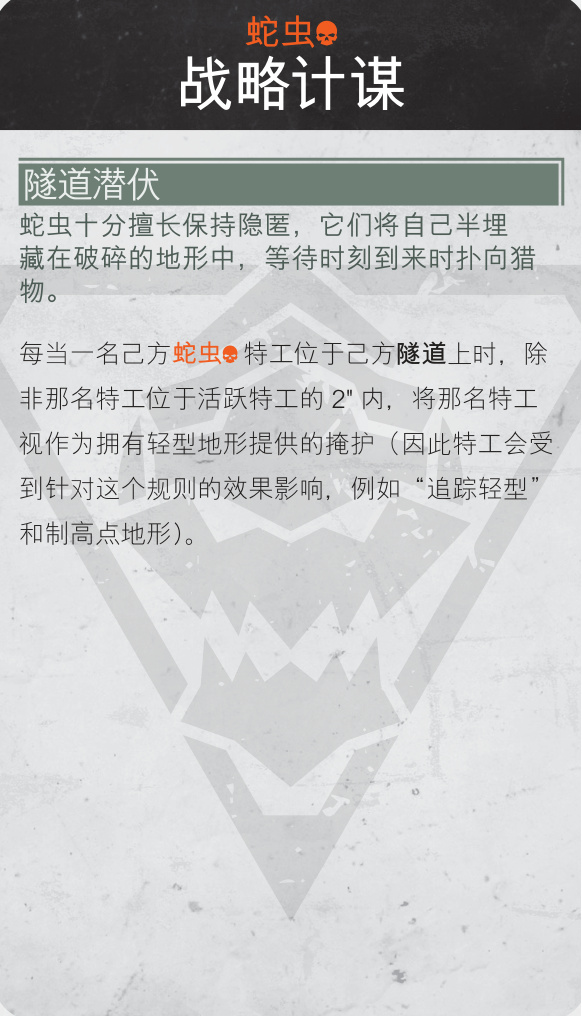 蛇虫
战略计谋
隧道潜伏
蛇虫十分擅长保持隐匿，它们将自己半埋
藏在破碎的地形中，等待时刻到来时扑向猎
物。
每当一名己方蛇虫特工位于己方隧道上时，除
非那名特工位于活跃特工的 2" 内，将那名特工
视作为拥有轻型地形提供的掩护（因此特工会受
到针对这个规则的效果影响，例如“追踪轻型”
和制高点地形）。